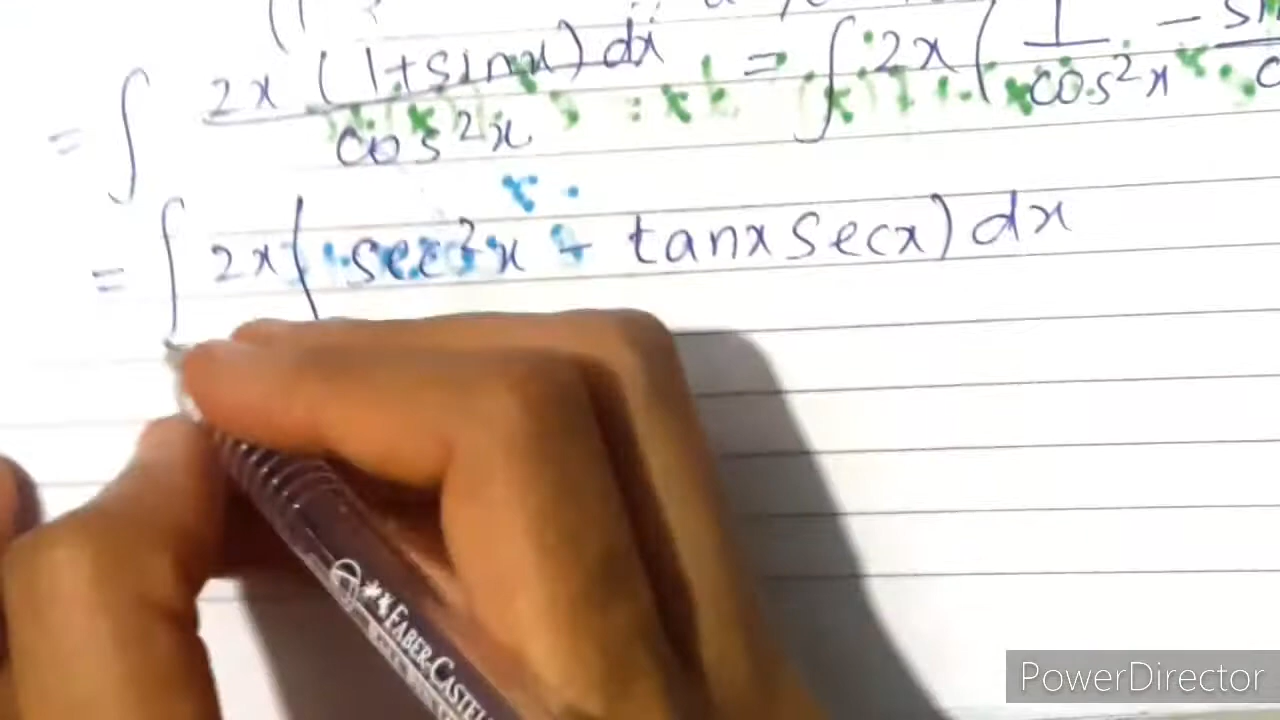 = ∫ 2x (1+sinx) dx / cos²x = ∫ 2x ( 1 / cos²x -
= ∫ 2x ( sec²x - tanx secx) dx
FABER-CASTELL
PowerDirector